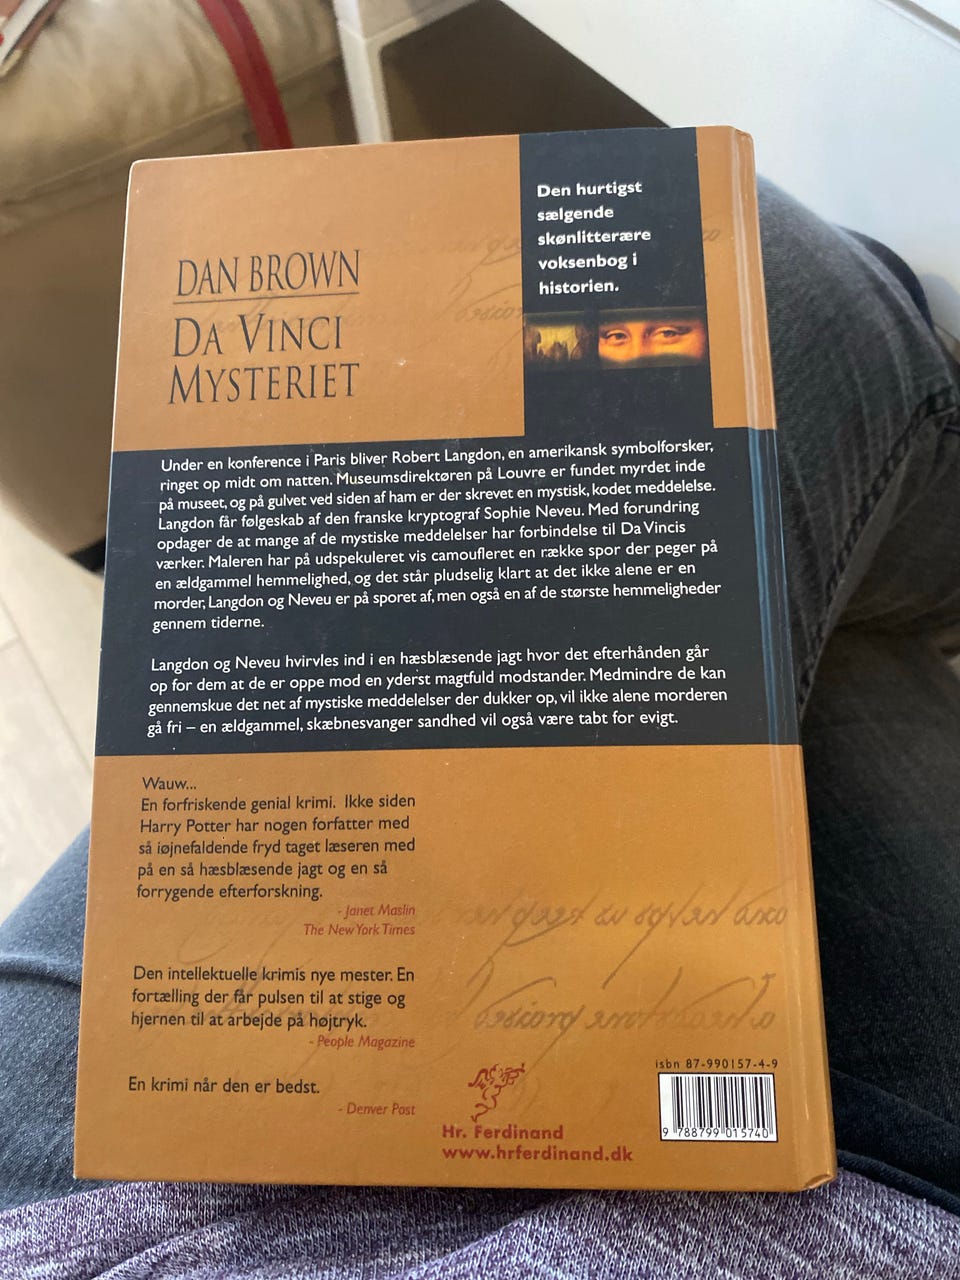 Den hurtigst
sælgende
skønlitterære
voksenbog i
historien.
DAN BROWN
DA VINCI
MYSTERIET
Under en konference i Paris bliver Robert Langdon, en amerikansk symbolforsker,
ringet op midt om natten. Museumsdirektøren på Louvre er fundet myrdet inde
på museet, og på gulvet ved siden af ham er der skrevet en mystisk, kodet meddelelse.
Langdon får følgeskab af den franske kryptograf Sophie Neveu. Med forundring
opdager de at mange af de mystiske meddelelser har forbindelse til Da Vincis
værker. Maleren har på udspekuleret vis camoufleret en række spor der peger på
en ældgammel hemmelighed, og det står pludselig klart at det ikke alene er en
morder, Langdon og Neveu er på sporet af, men også en af de største hemmeligheder
gennem tiderne.
Langdon og Neveu hvirvles ind i en hæsblæsende jagt hvor det efterhånden går
op for dem at de er oppe mod en yderst magtfuld modstander. Medmindre de kan
gennemskue det net af mystiske meddelelser der dukker op, vil ikke alene morderen
gå fri – en ældgammel, skæbnesvanger sandhed vil også være tabt for evigt.
Wauw...
En forfriskende genial krimi. Ikke siden
Harry Potter har nogen forfatter med
så iøjnefaldende fryd taget læseren med
på en så hæsblæsende jagt og en så
forrygende efterforskning.
- Janet Maslin
The New York Times
Den intellektuelle krimis nye mester. En
fortælling der får pulsen til at stige og
hjernen til at arbejde på højtryk.
- People Magazine
En krimi når den er bedst.
- Denver Post
Hr. Ferdinand
www.hrferdinand.dk
isbn 87-990157-4-9
9 788799 015740